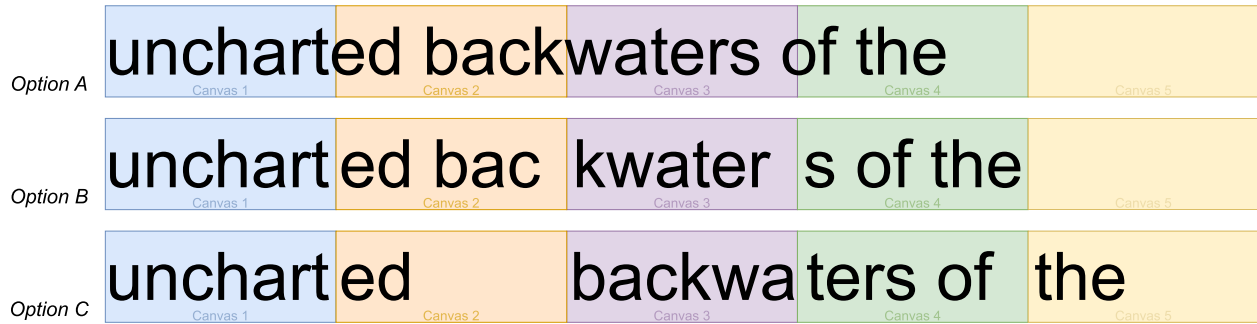 Option A uncharted backwaters of the
Canvas 1 Canvas 2 Canvas 3 Canvas 4 Canvas 5
Option B unchart ed bac kwater s of the
Canvas 1 Canvas 2 Canvas 3 Canvas 4 Canvas 5
Option C unchart ed backwa ters of the
Canvas 1 Canvas 2 Canvas 3 Canvas 4 Canvas 5